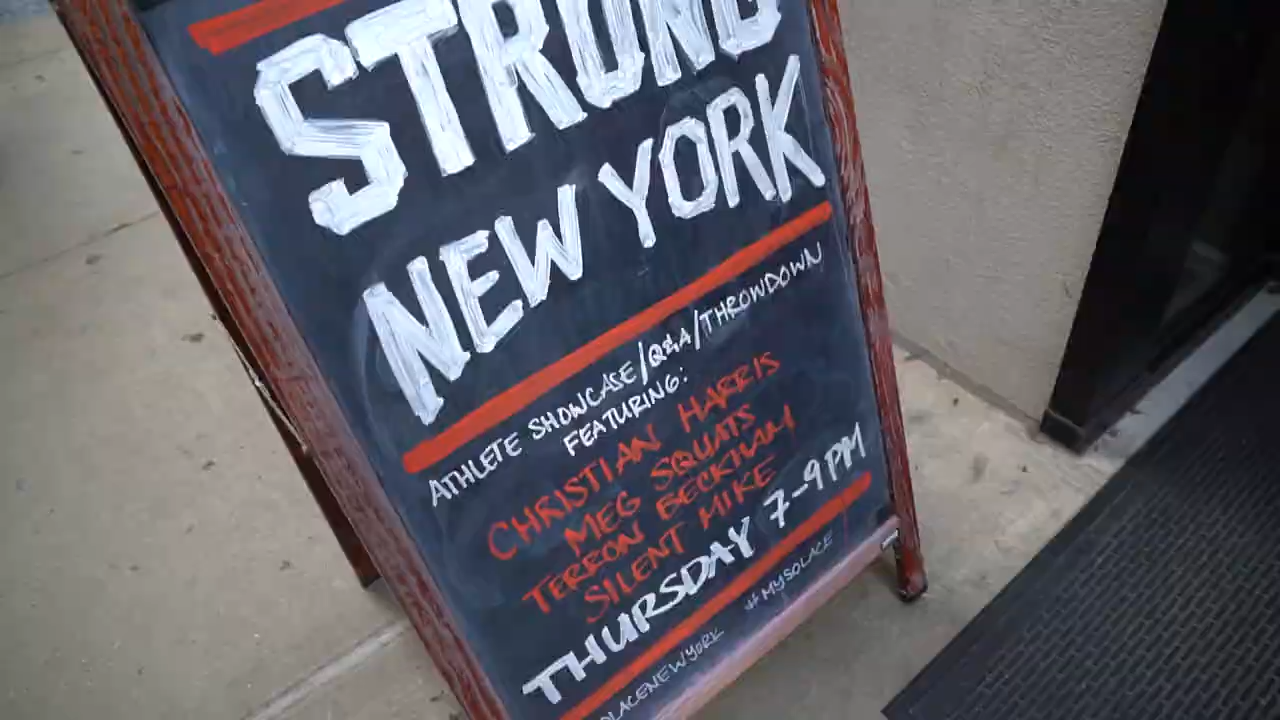 STRONG
NEW YORK
ATHLETE SHOWCASE/Q&A/THROWDOWN
FEATURING:
CHRISTIAN HARRIS
MEG SQUATS
TERRON BECKHAM
SILENT MIKE
THURSDAY 7-9PM
OLACENEWYORK #MYSOLACE